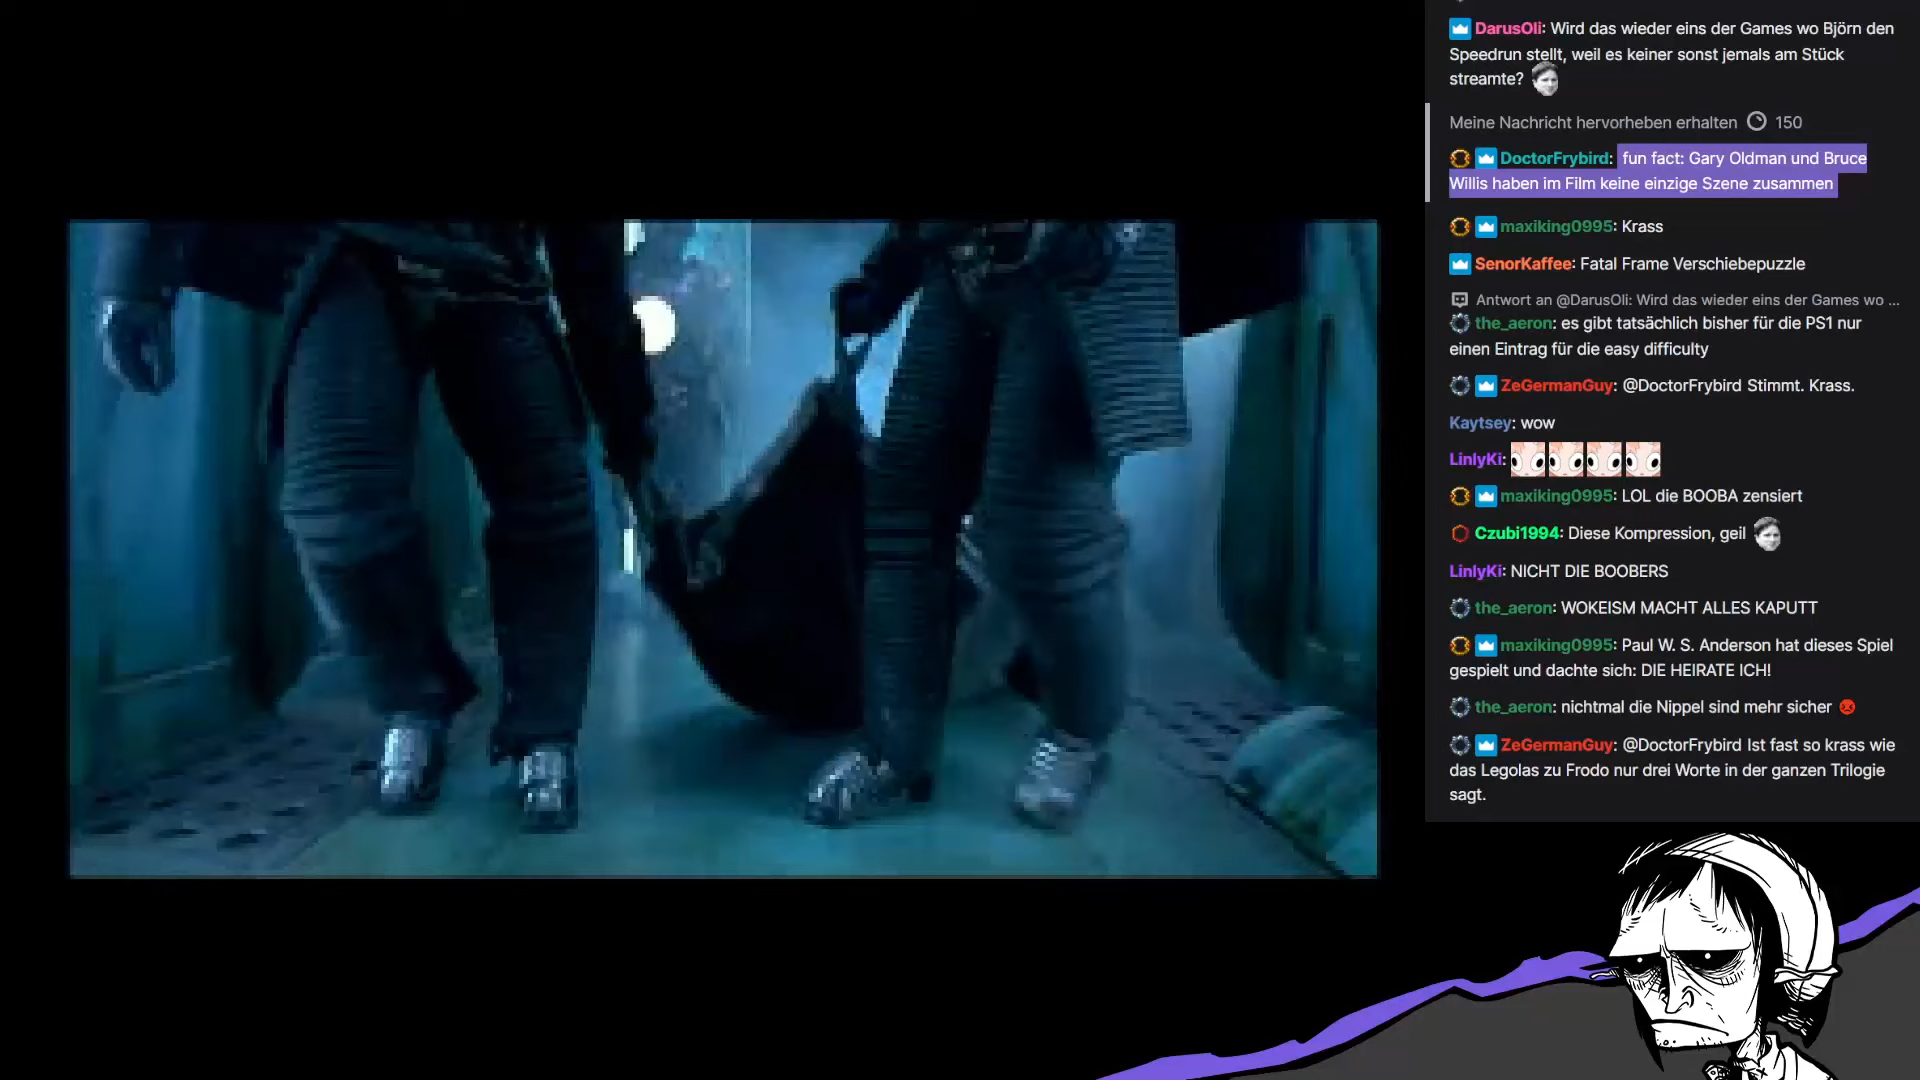 DarusOli: Wird das wieder eins der Games wo Björn den
Speedrun stellt, weil es keiner sonst jemals am Stück
streamte?
Meine Nachricht hervorheben erhalten 150
DoctorFrybird: fun fact: Gary Oldman und Bruce
Willis haben im Film keine einzige Szene zusammen
maxiking0995: Krass
SenorKaffee: Fatal Frame Verschiebepuzzle
Antwort an @DarusOli: Wird das wieder eins der Games wo ...
the_aeron: es gibt tatsächlich bisher für die PS1 nur
einen Eintrag für die easy difficulty
ZeGermanGuy: @DoctorFrybird Stimmt. Krass.
Kaytsey: wow
LinlyKi:
maxiking0995: LOL die BOOBA zensiert
Czubi1994: Diese Kompression, geil
LinlyKi: NICHT DIE BOOBERS
the_aeron: WOKEISM MACHT ALLES KAPUTT
maxiking0995: Paul W. S. Anderson hat dieses Spiel
gespielt und dachte sich: DIE HEIRATE ICH!
the_aeron: nichtmal die Nippel sind mehr sicher
ZeGermanGuy: @DoctorFrybird Ist fast so krass wie
das Legolas zu Frodo nur drei Worte in der ganzen Trilogie
sagt.